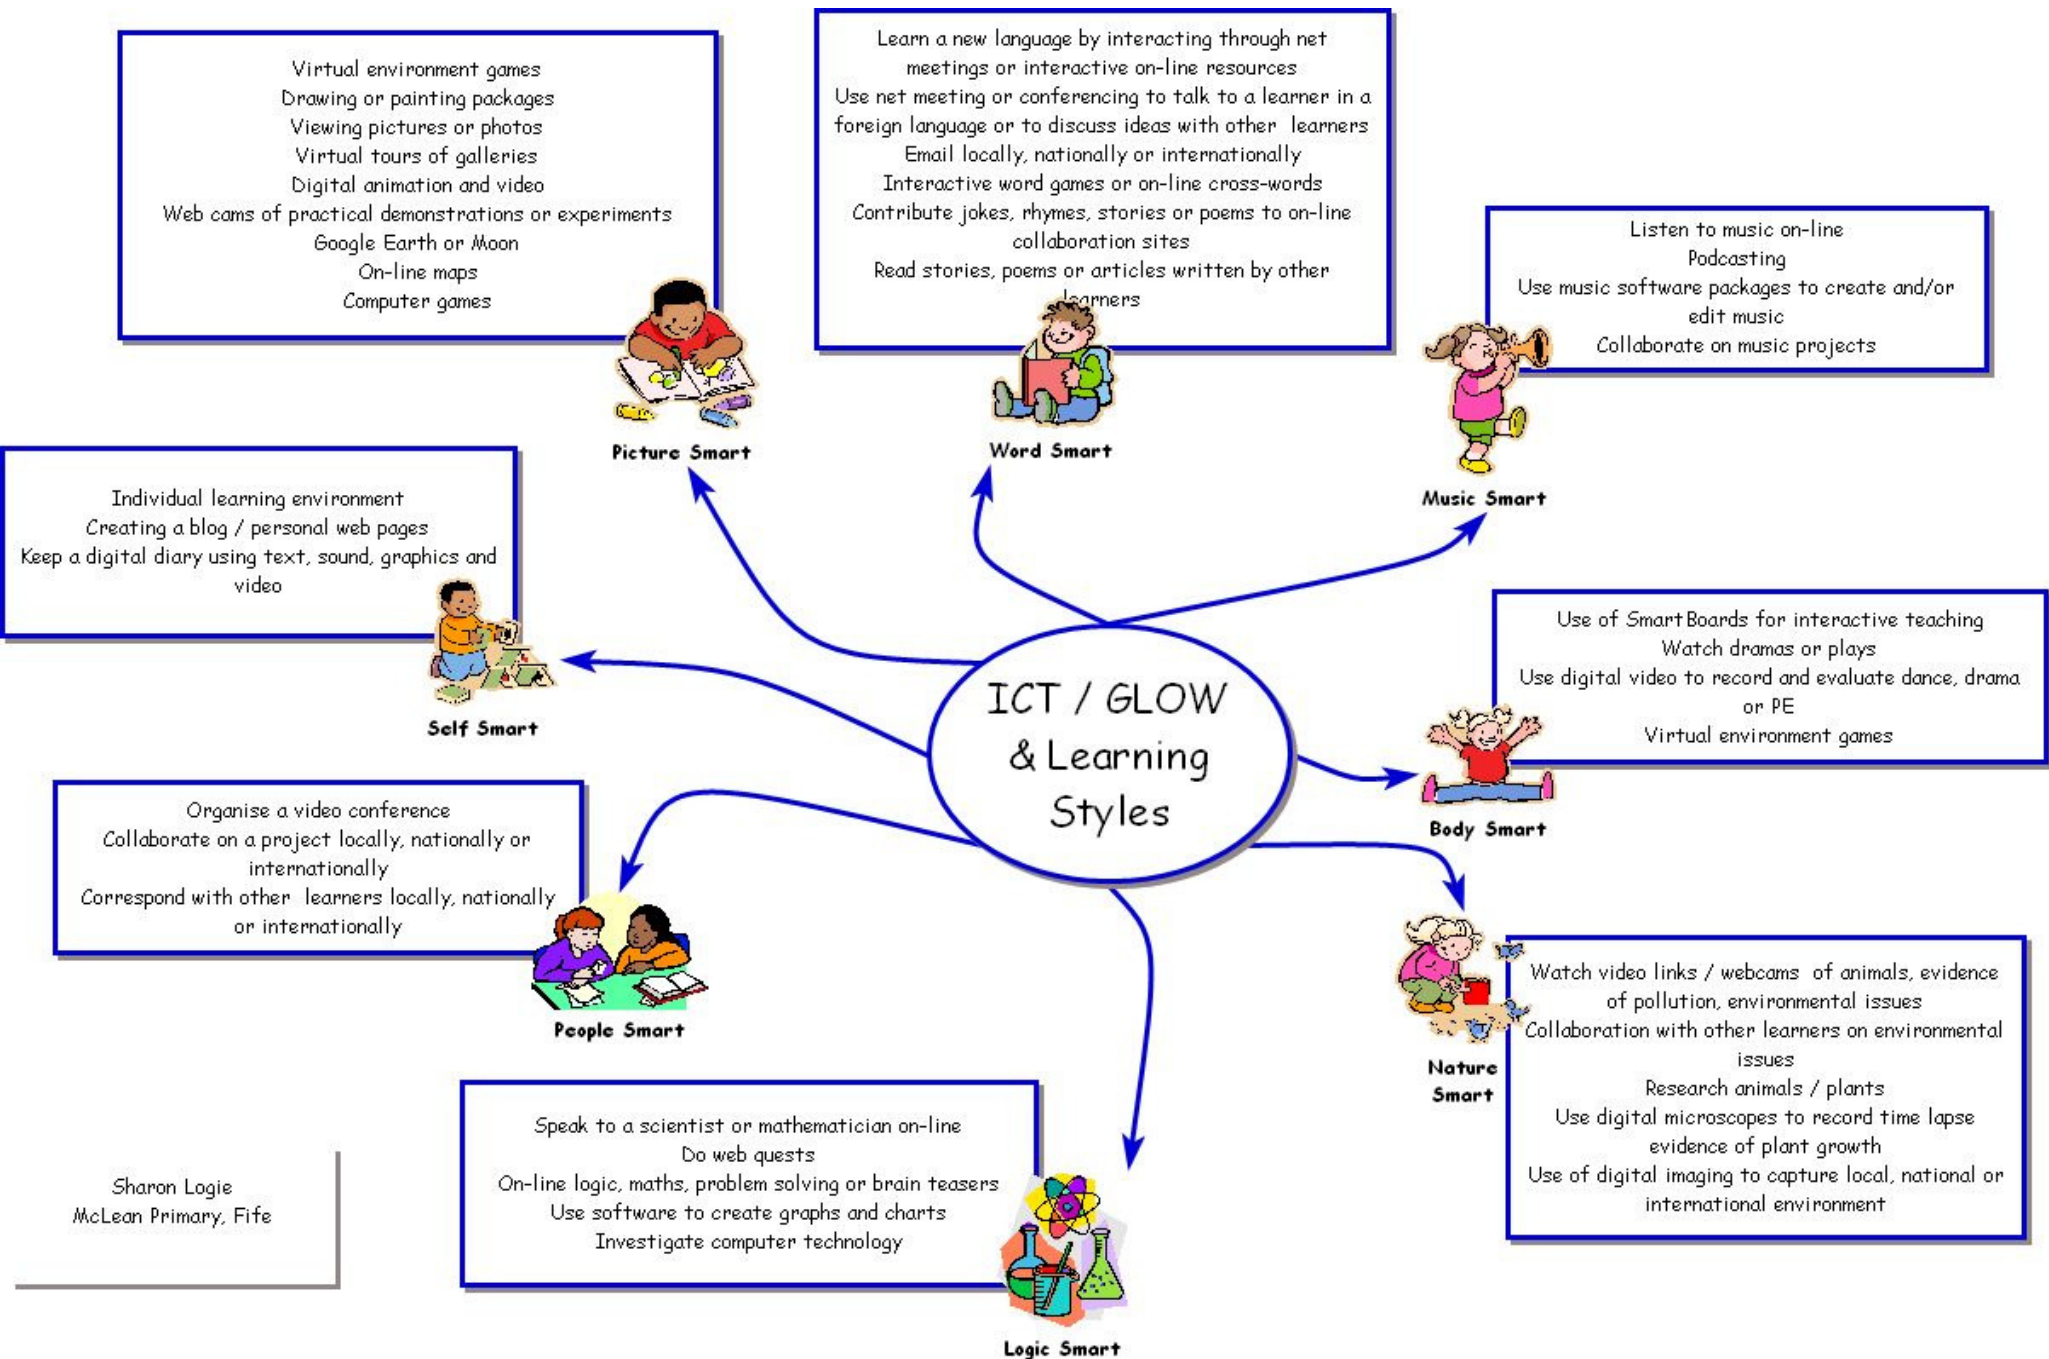 Virtual environment games
Drawing or painting packages
Viewing pictures or photos
Virtual tours of galleries
Digital animation and video
Web cams of practical demonstrations or experiments
Google Earth or Moon
On-line maps
Computer games
Picture Smart
Learn a new language by interacting through net
meetings or interactive on-line resources
Use net meeting or conferencing to talk to a learner in a
foreign language or to discuss ideas with other learners
Email locally, nationally or internationally
Interactive word games or on-line cross-words
Contribute jokes, rhymes, stories or poems to on-line
collaboration sites
Read stories, poems or articles written by other
learners
Word Smart
Listen to music on-line
Podcasting
Use music software packages to create and/or
edit music
Collaborate on music projects
Music Smart
Individual learning environment
Creating a blog / personal web pages
Keep a digital diary using text, sound, graphics and
video
Self Smart
ICT / GLOW
& Learning
Styles
Use of SmartBoards for interactive teaching
Watch dramas or plays
Use digital video to record and evaluate dance, drama
or PE
Virtual environment games
Body Smart
Organise a video conference
Collaborate on a project locally, nationally or
internationally
Correspond with other learners locally, nationally
or internationally
People Smart
Watch video links / webcams of animals, evidence
of pollution, environmental issues
Collaboration with other learners on environmental
issues
Research animals / plants
Use digital microscopes to record time lapse
evidence of plant growth
Use of digital imaging to capture local, national or
international environment
Nature
Smart
Speak to a scientist or mathematician on-line
Do web quests
On-line logic, maths, problem solving or brain teasers
Use software to create graphs and charts
Investigate computer technology
Logic Smart
Sharon Logie
McLean Primary, Fife